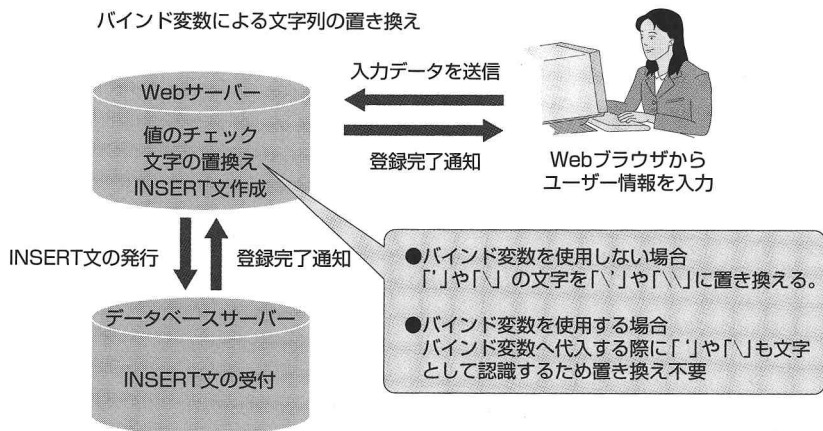 バインド変数による文字列の置き換え
入力データを送信
Webサーバー
値のチェック
文字の置換え
INSERT文作成
登録完了通知
Webブラウザから
ユーザー情報を入力
INSERT文の発行
登録完了通知
●バインド変数を使用しない場合
「'」や「\」の文字を「\'」や「\\」に置き換える。
●バインド変数を使用する場合
バインド変数へ代入する際に「'」や「\」も文字
として認識するため置き換え不要
データベースサーバー
INSERT文の受付